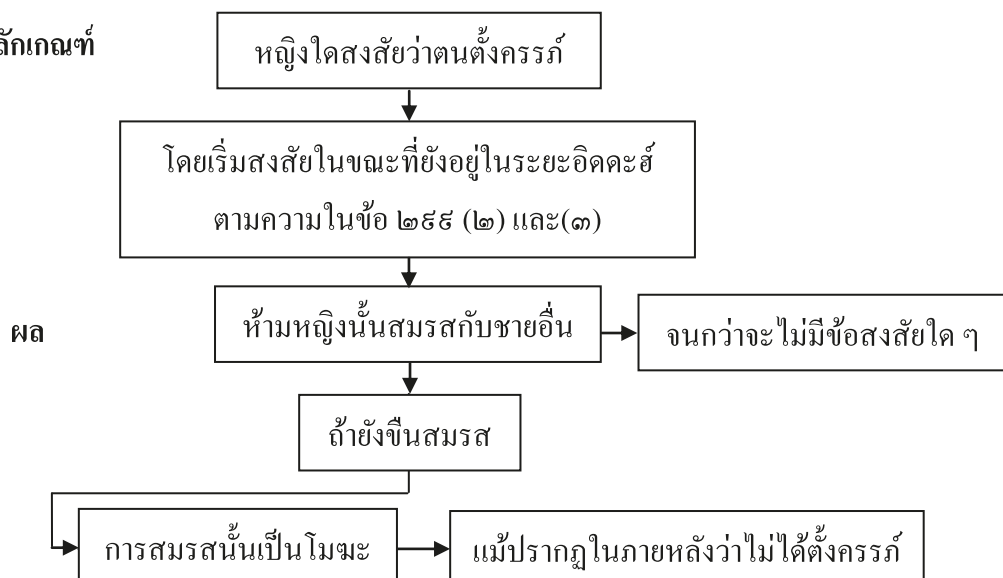 ลักเกณฑ์
หญิงใดสงสัยว่าตนตั้งครรภ์
โดยเริ่มสงสัยในขณะที่ยังอยู่ในระยะอิดดะฮ์
ตามความในข้อ ๒๙๙ (๒) และ(๓)
ผล
ห้ามหญิงนั้นสมรสกับชายอื่น
จนกว่าจะไม่มีข้อสงสัยใด ๆ
ถ้ายังขืนสมรส
การสมรสนั้นเป็นโมฆะ
แม้ปรากฏในภายหลังว่าไม่ได้ตั้งครรภ์